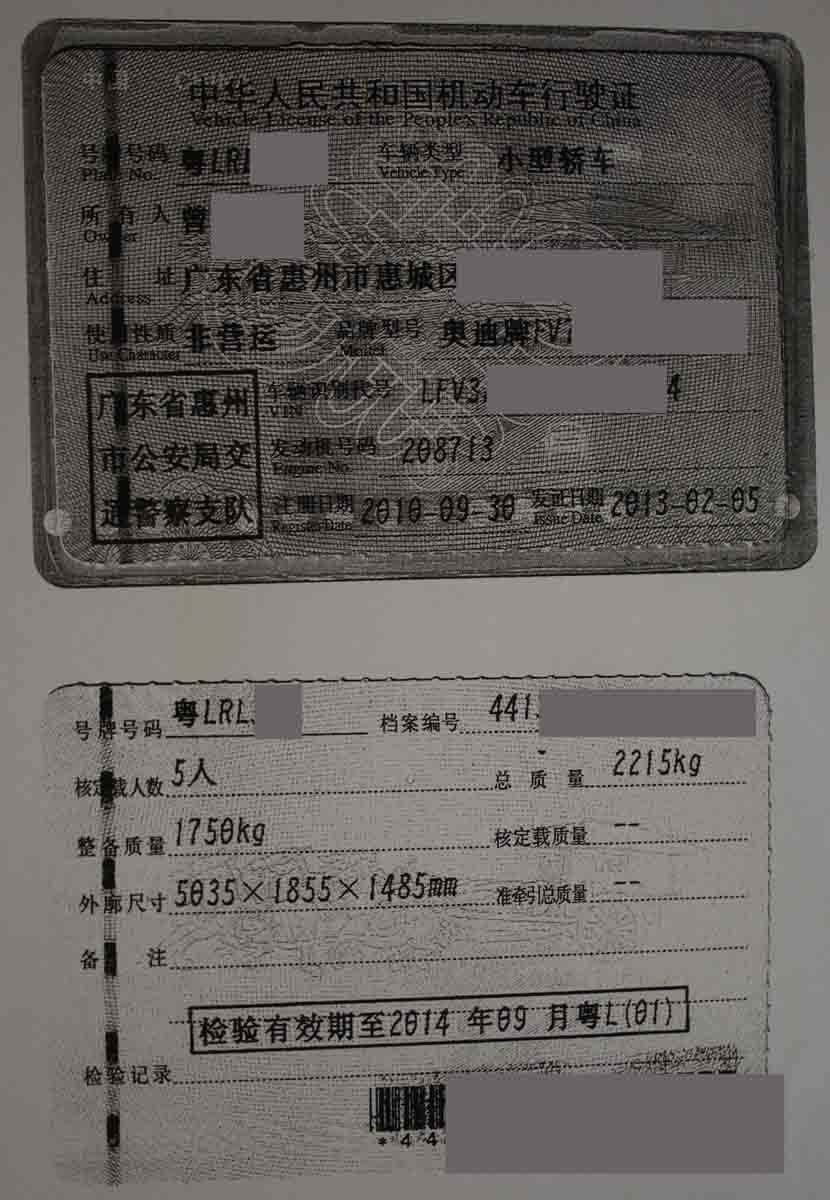 中华人民共和国机动车行驶证
Vehicle License of the People's Republic of China
号牌号码 粤LRL 车辆类型 小型轿车
Plate No. Vehicle Type
所有人 曾
Owner
住 址 广东省惠州市惠城区
Address
使用性质 非营运 品牌型号 奥迪牌FV7
Use Character Model
广东省惠州 车辆识别代号 LFV3 4
VIN
市公安局交 发动机号码 208713
Engine No.
通警察支队 注册日期 2010-09-30 发证日期 2013-02-05
Register Date Issue Date
号牌号码 粤LRL 档案编号 441
核定载人数 5人 总 质 量 2215kg
整备质量 1750kg 核定载质量 --
外廓尺寸 5035×1855×1485mm 准牵引总质量 --
备 注
检验有效期至2014 年09 月粤L(01)
检验记录
*44